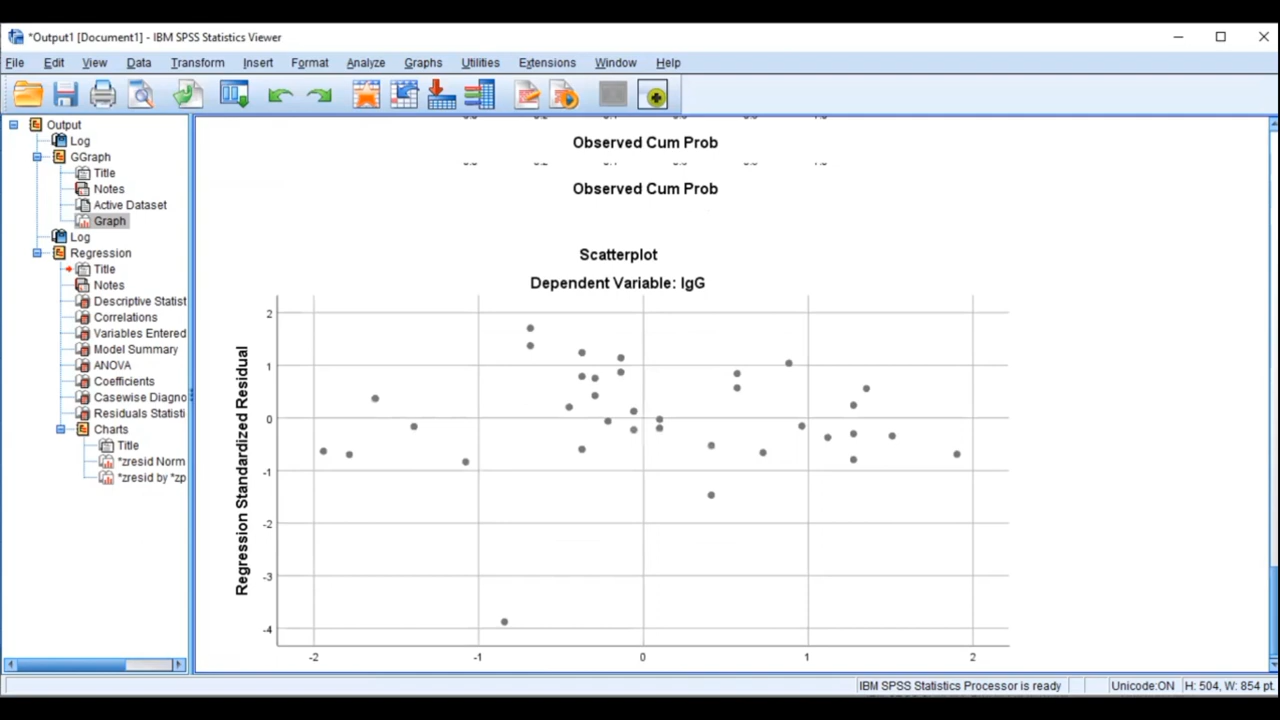 *Output1 [Document1] - IBM SPSS Statistics Viewer
File Edit View Data Transform Insert Format Analyze Graphs Utilities Extensions Window Help
Output
Log
GGraph
Title
Notes
Active Dataset
Graph
Log
Regression
Title
Notes
Descriptive Statist
Correlations
Variables Entered
Model Summary
ANOVA
Coefficients
Casewise Diagno
Residuals Statisti
Charts
Title
*zresid Norm
*zresid by *zp
Observed Cum Prob
Observed Cum Prob
Scatterplot
Dependent Variable: IgG
Regression Standardized Residual
2
1
0
-1
-2
-3
-4
-2 -1 0 1 2
IBM SPSS Statistics Processor is ready Unicode:ON H: 504, W: 854 pt.